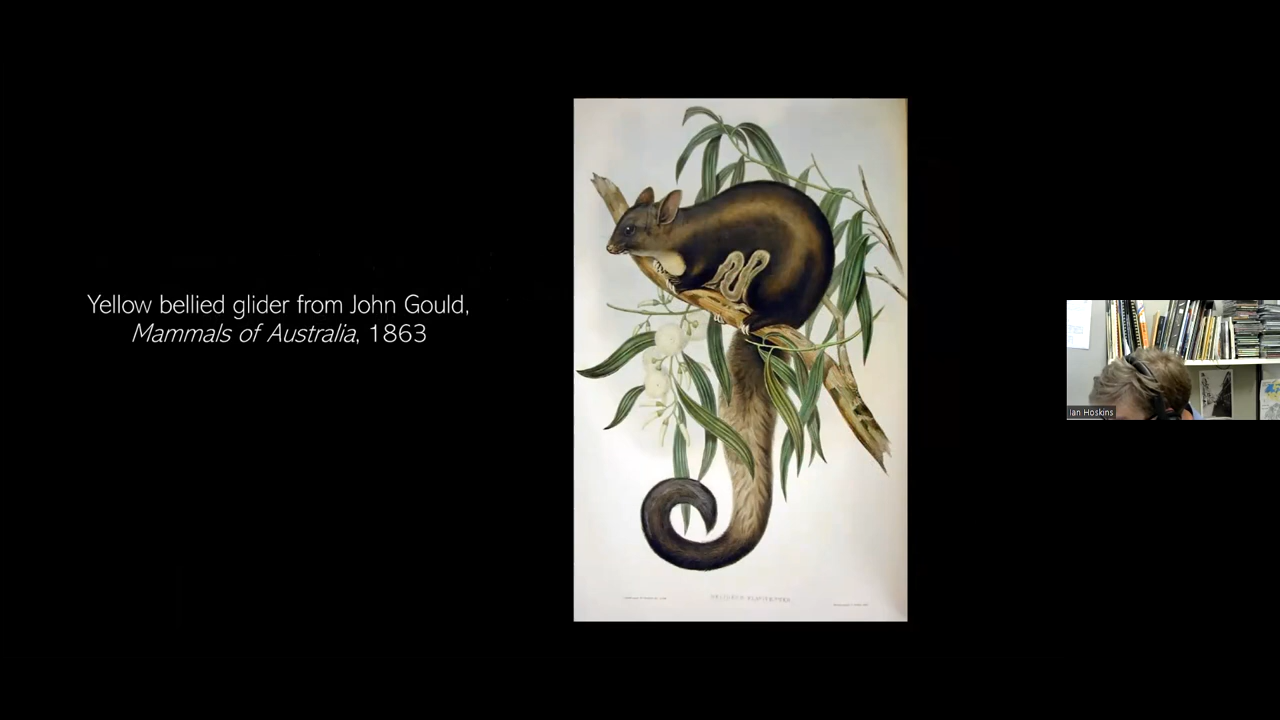 Yellow bellied glider from John Gould,
Mammals of Australia, 1863
Ian Hoskins